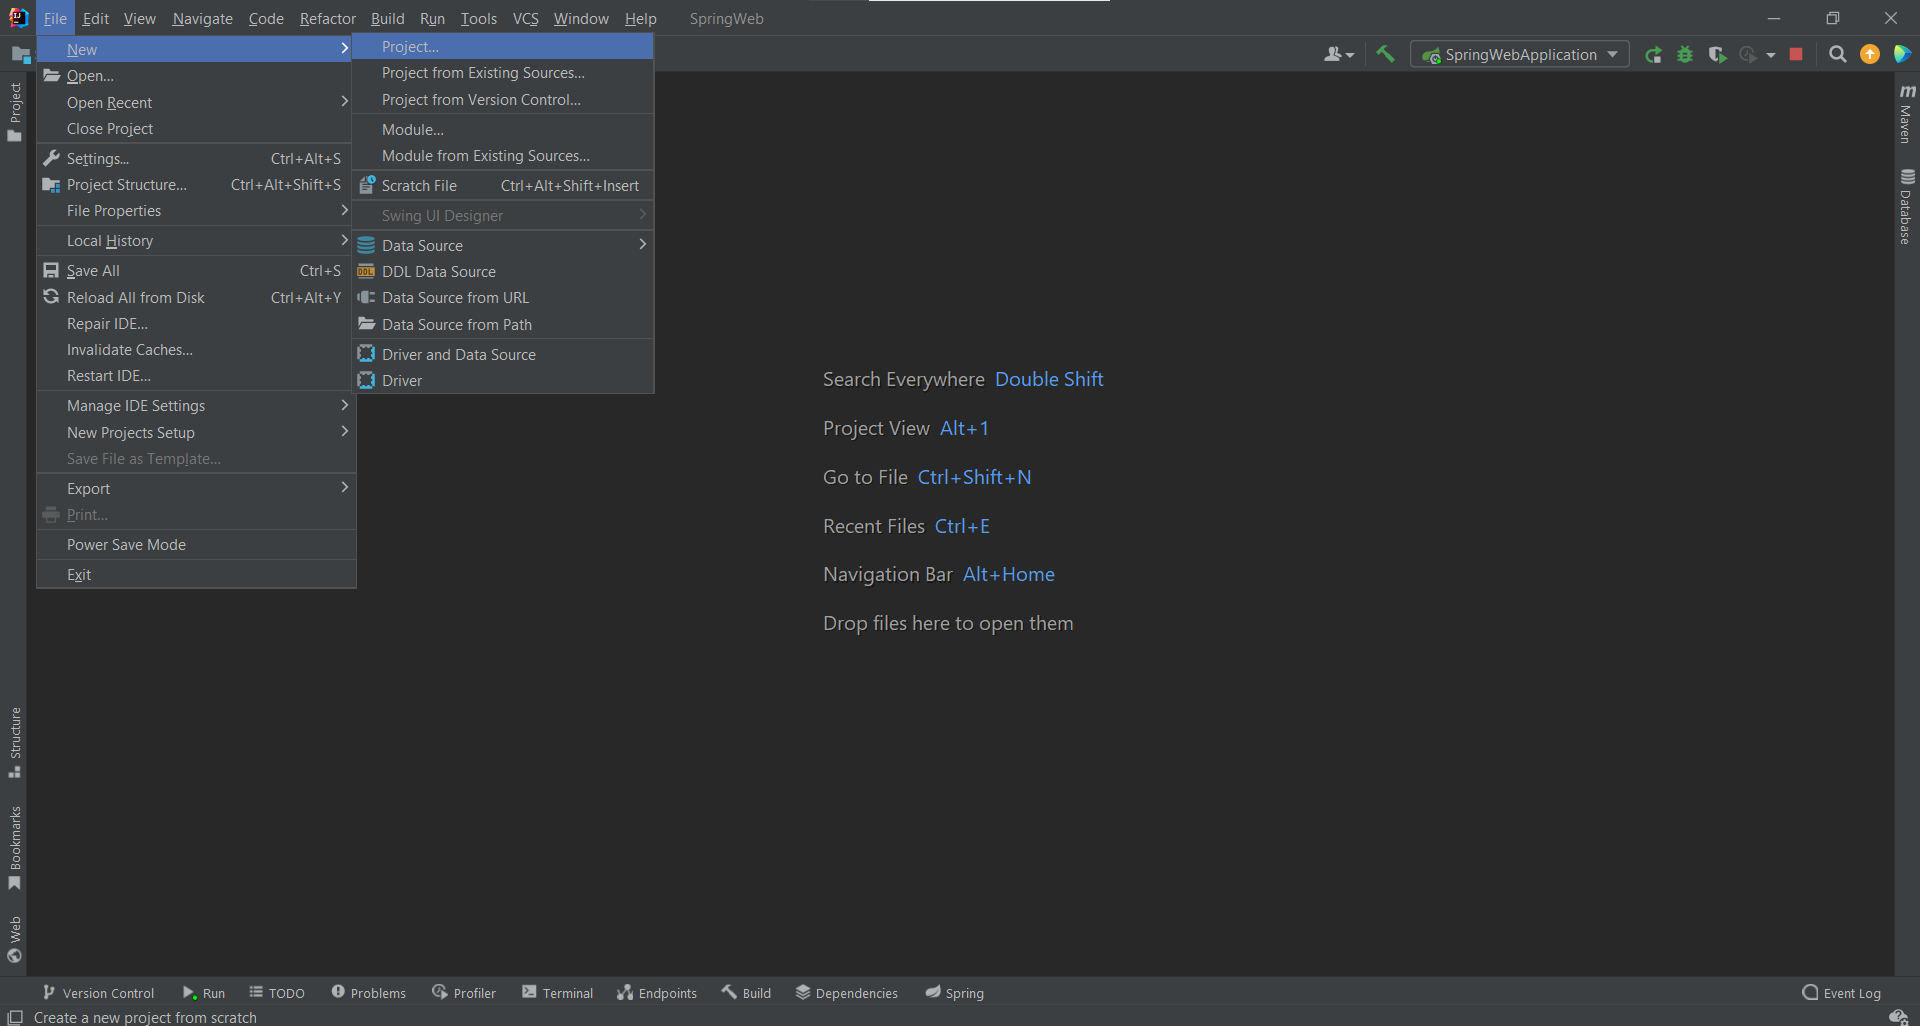 File Edit View Navigate Code Refactor Build Run Tools VCS Window Help SpringWeb
SpringWebApplication
New
Open...
Open Recent
Close Project
Settings... Ctrl+Alt+S
Project Structure... Ctrl+Alt+Shift+S
File Properties
Local History
Save All Ctrl+S
Reload All from Disk Ctrl+Alt+Y
Repair IDE...
Invalidate Caches...
Restart IDE...
Manage IDE Settings
New Projects Setup
Save File as Template...
Export
Print...
Power Save Mode
Exit
Project...
Project from Existing Sources...
Project from Version Control...
Module...
Module from Existing Sources...
Scratch File Ctrl+Alt+Shift+Insert
Swing UI Designer
Data Source
DDL Data Source
Data Source from URL
Data Source from Path
Driver and Data Source
Driver
Search Everywhere Double Shift
Project View Alt+1
Go to File Ctrl+Shift+N
Recent Files Ctrl+E
Navigation Bar Alt+Home
Drop files here to open them
Project
Structure
Bookmarks
Web
m
Maven
Database
Version Control Run TODO Problems Profiler Terminal Endpoints Build Dependencies Spring Event Log
Create a new project from scratch